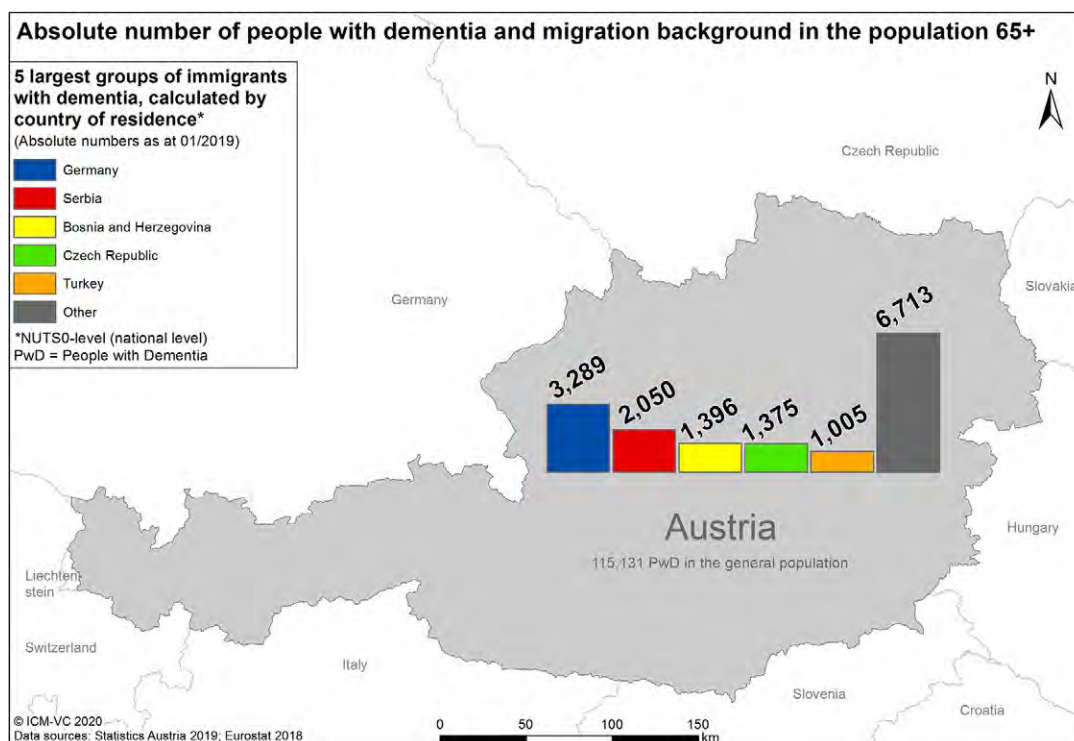 Absolute number of people with dementia and migration background in the population 65+
5 largest groups of immigrants
with dementia, calculated by
country of residence*
(Absolute numbers as at 01/2019)
Germany
Serbia
Bosnia and Herzegovina
Czech Republic
Turkey
Other
*NUTS0-level (national level)
PwD = People with Dementia
N
Czech Republic
Germany
Slovakia
3,289
2,050
1,396
1,375
1,005
6,713
Austria
115,131 PwD in the general population
Hungary
Liechten-
stein
Switzerland
Italy
Slovenia
Croatia
© ICM-VC 2020
Data sources: Statistics Austria 2019; Eurostat 2018
0 50 100 150
km